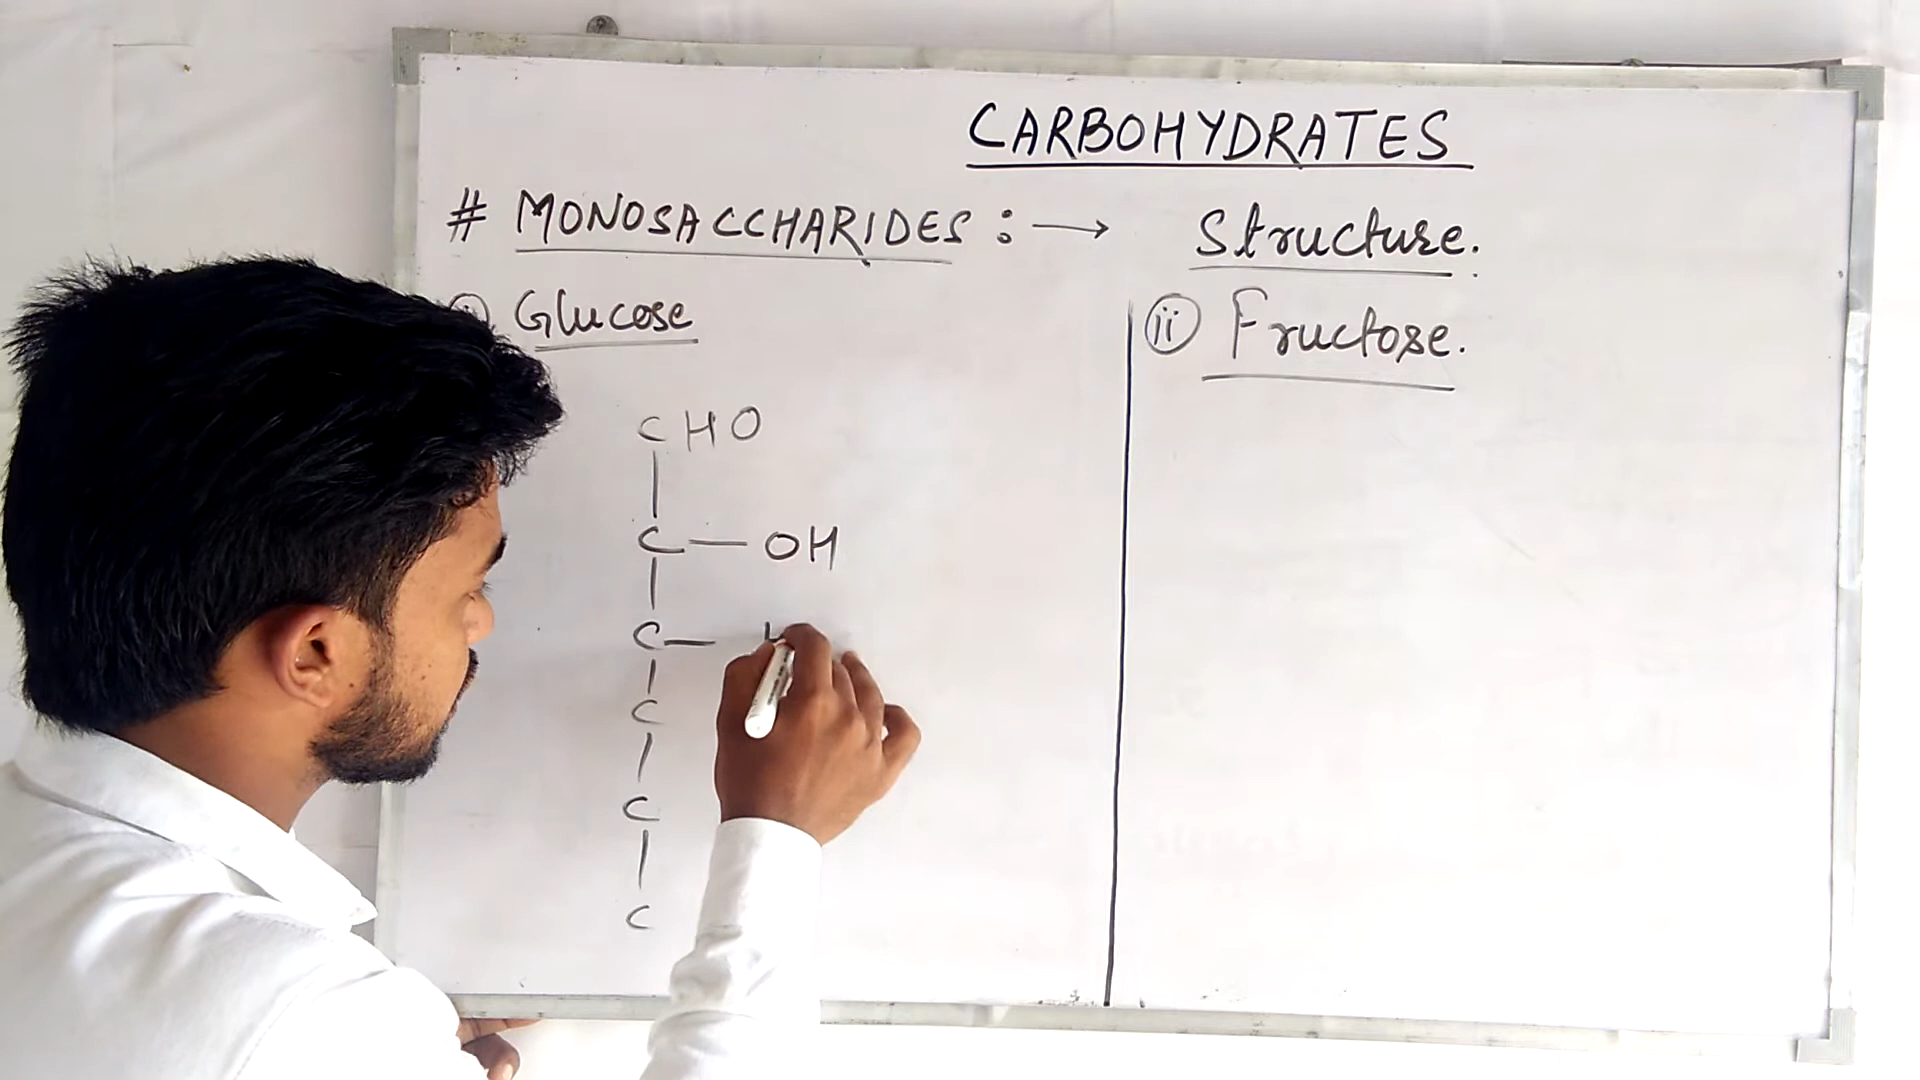 CARBOHYDRATES
# MONOSACCHARIDES : → Structure.
(i) Glucose
(ii) Fructose.
CHO
C — OH
C —
C
C
C